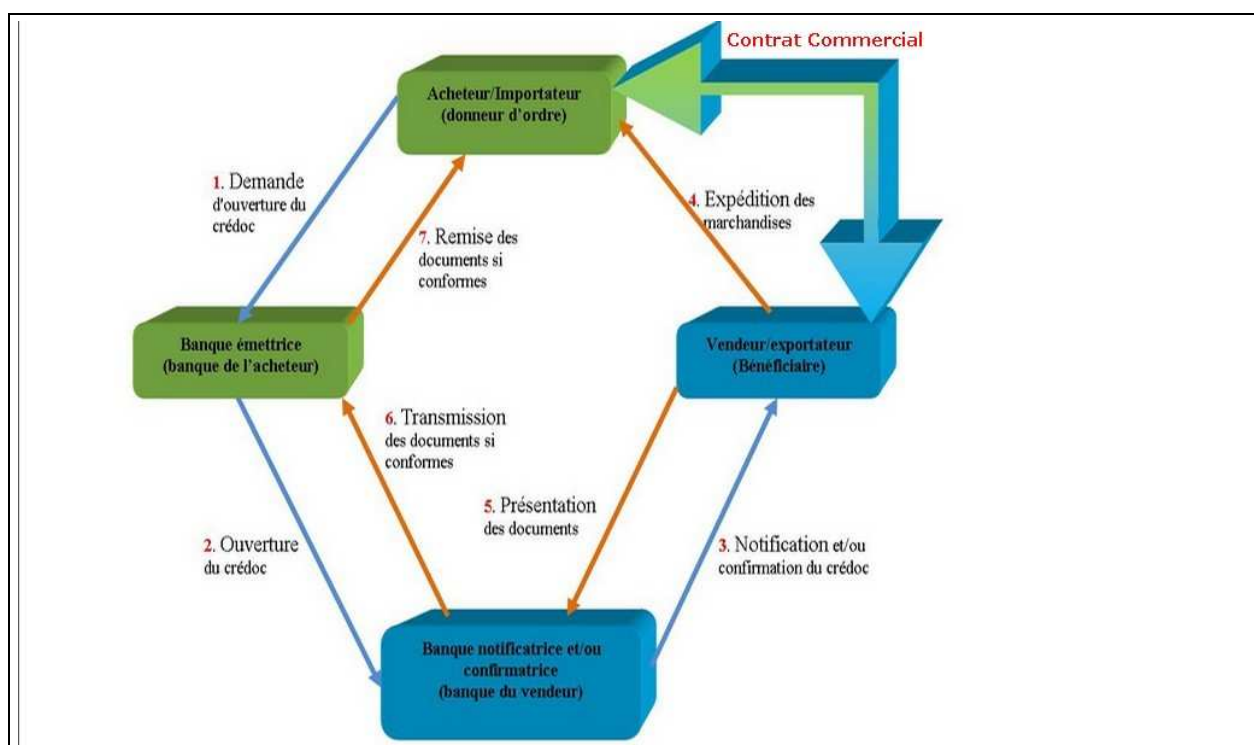 Contrat Commercial
Acheteur/Importateur
(donneur d'ordre)
1. Demande
d'ouverture du
crédoc
4. Expédition des
marchandises
7. Remise des
documents si
conformes
Banque émettrice
(banque de l'acheteur)
Vendeur/exportateur
(Bénéficiaire)
6. Transmission
des documents si
conformes
5. Présentation
des documents
2. Ouverture
du crédoc
3. Notification et/ou
confirmation du crédoc
Banque notificatrice et/ou
confirmatrice
(banque du vendeur)